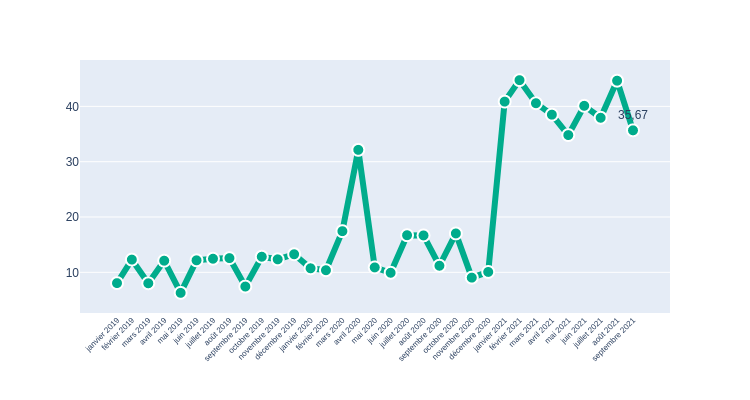 40
30
20
10
35.67
janvier 2019
février 2019
mars 2019
avril 2019
mai 2019
juin 2019
juillet 2019
août 2019
septembre 2019
octobre 2019
novembre 2019
décembre 2019
janvier 2020
février 2020
mars 2020
avril 2020
mai 2020
juin 2020
juillet 2020
août 2020
septembre 2020
octobre 2020
novembre 2020
décembre 2020
janvier 2021
février 2021
mars 2021
avril 2021
mai 2021
juin 2021
juillet 2021
août 2021
septembre 2021